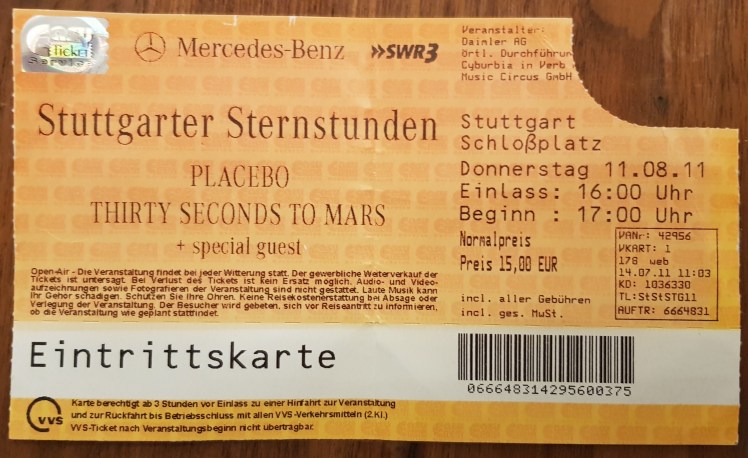 Ticket
Service
Mercedes-Benz
»SWR3
Veranstalter:
Daimler AG
örtl. Durchführun
Cyburbia in Verb
Music Circus GmbH
Stuttgarter Sternstunden
PLACEBO
THIRTY SECONDS TO MARS
+ special guest
Stuttgart
Schloßplatz
Donnerstag 11.08.11
Einlass: 16:00 Uhr
Beginn : 17:00 Uhr
Normalpreis
Preis 15,00 EUR
incl. aller Gebühren
incl. ges. MwSt.
VANr: 42956
VKART: 1
178 web
14.07.11 11:03
KD: 1036330
TL:StStSTG11
AUFTR: 6664831
Open-Air - Die Veranstaltung findet bei jeder Witterung statt. Der gewerbliche Weiterverkauf der
Tickets ist untersagt. Bei Verlust des Tickets ist kein Ersatz möglich. Audio- und Video-
aufzeichnungen sowie Fotografieren der Veranstaltung sind nicht gestattet. Laute Musik kann
Ihr Gehör schädigen. Schützen Sie Ihre Ohren. Keine Reisekostenerstattung bei Absage oder
Verlegung der Veranstaltung. Der Besucher wird gebeten, sich vor Reiseantritt zu informieren,
ob die Veranstaltung wie geplant stattfindet.
Eintrittskarte
066648314295600375
VVS
Karte berechtigt ab 3 Stunden vor Einlass zu einer Hinfahrt zur Veranstaltung
und zur Rückfahrt bis Betriebsschluss mit allen VVS-Verkehrsmitteln (2.Kl.)
VVS-Ticket nach Veranstaltungsbeginn nicht übertragbar.